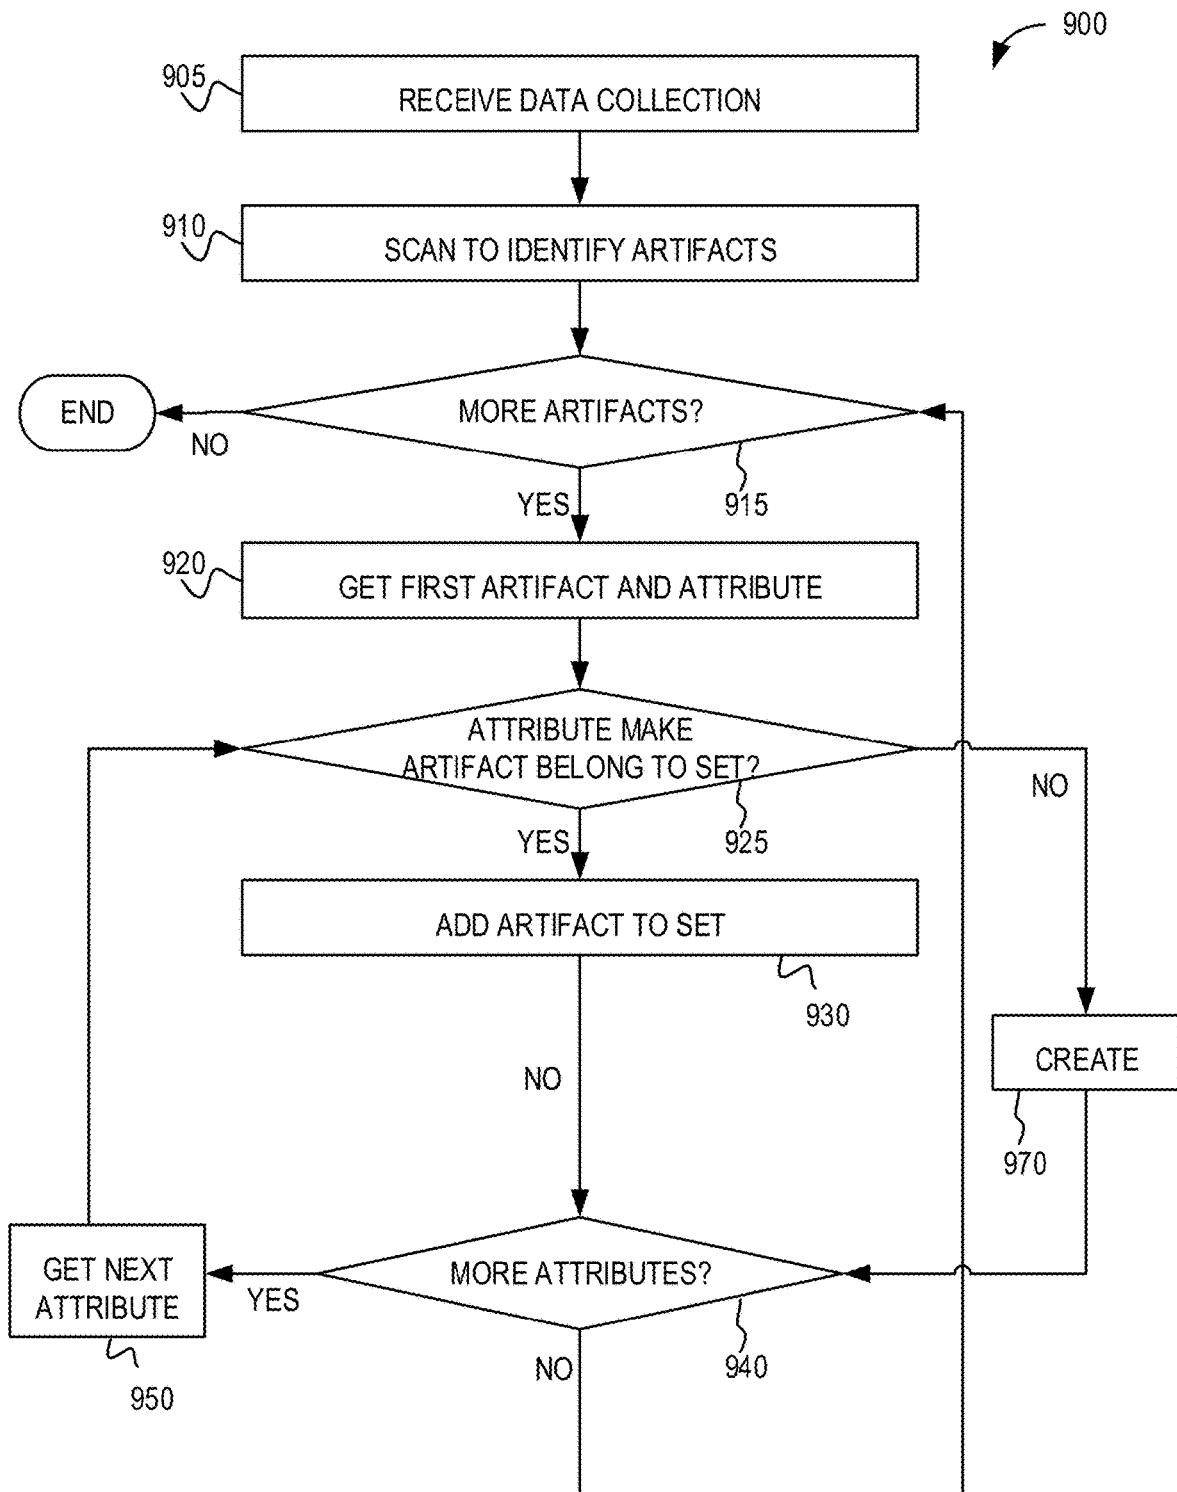 900
905
RECEIVE DATA COLLECTION
910
SCAN TO IDENTIFY ARTIFACTS
END
MORE ARTIFACTS?
NO
YES
915
920
GET FIRST ARTIFACT AND ATTRIBUTE
ATTRIBUTE MAKE
ARTIFACT BELONG TO SET?
NO
YES
925
ADD ARTIFACT TO SET
930
NO
CREATE
970
GET NEXT
ATTRIBUTE
MORE ATTRIBUTES?
YES
NO
940
950